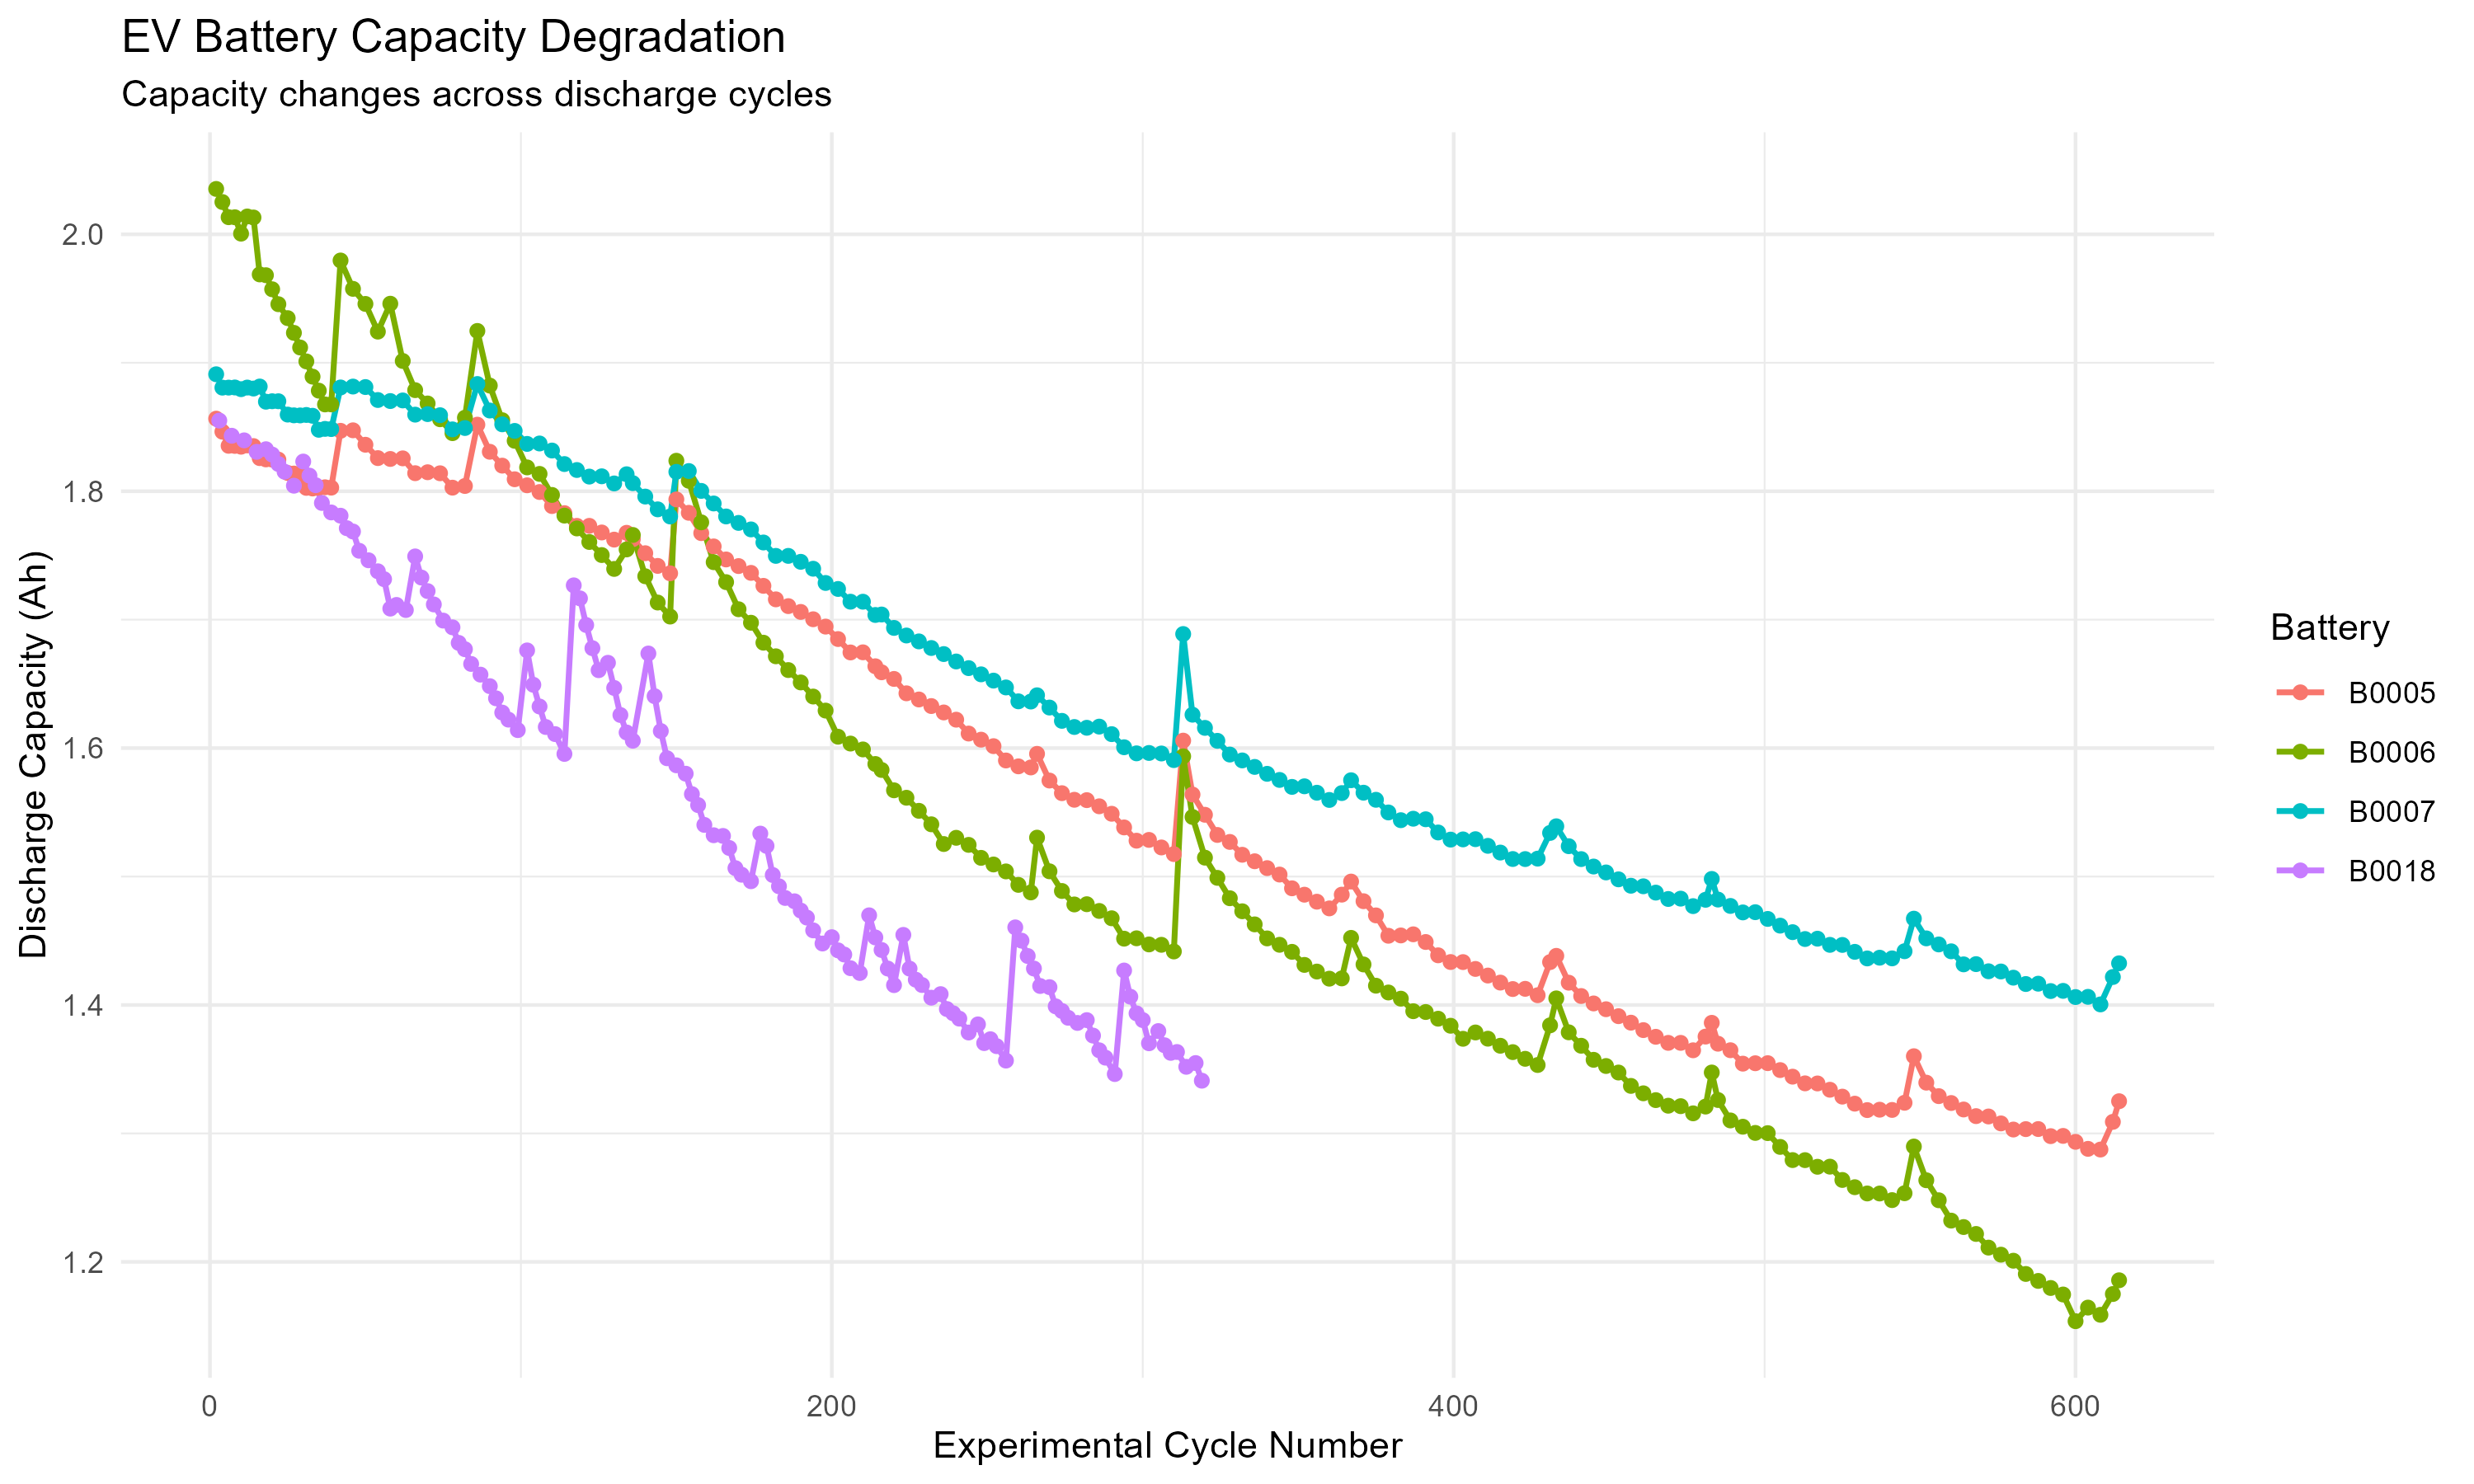 EV Battery Capacity Degradation
Capacity changes across discharge cycles
Discharge Capacity (Ah)
2.0
1.8
1.6
1.4
1.2
0
200
400
600
Experimental Cycle Number
Battery
B0005
B0006
B0007
B0018